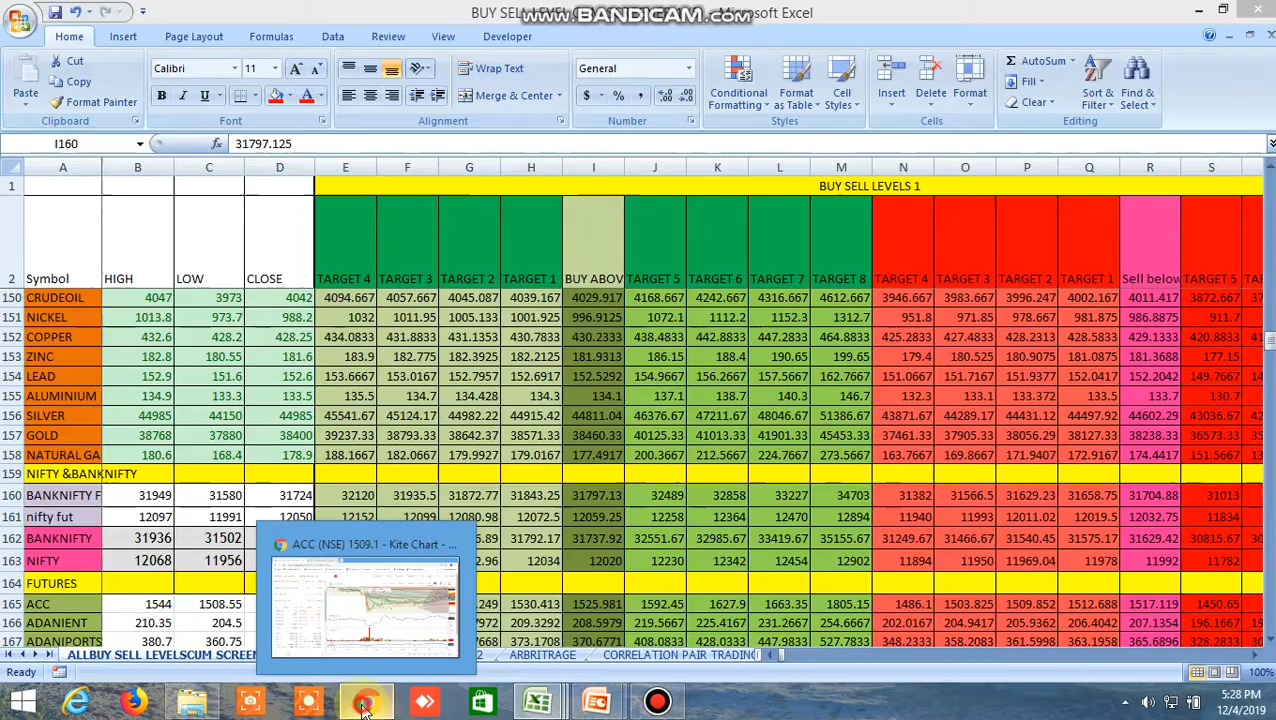 BUY SELL LEVELS
www.BANDICAM.com
Microsoft Excel
Home Insert Page Layout Formulas Data Review View Developer
Cut
Copy
Format Painter
Paste
Clipboard
Calibri 11
B I U A
Font
Wrap Text
Merge & Center
Alignment
General
$ % ,
Number
Conditional Formatting
Format as Table
Cell Styles
Styles
Insert Delete Format
Cells
Σ AutoSum
Fill
Clear
Sort & Filter
Find & Select
Editing
I160 fx 31797.125
A B C D E F G H I J K L M N O P Q R S
1 BUY SELL LEVELS 1
2 Symbol HIGH LOW CLOSE TARGET 4 TARGET 3 TARGET 2 TARGET 1 BUY ABOV TARGET 5 TARGET 6 TARGET 7 TARGET 8 TARGET 4 TARGET 3 TARGET 2 TARGET 1 Sell below TARGET 5 TAR
150 CRUDEOIL 4047 3973 4042 4094.667 4057.667 4045.087 4039.167 4029.917 4168.667 4242.667 4316.667 4612.667 3946.667 3983.667 3996.247 4002.167 4011.417 3872.667
151 NICKEL 1013.8 973.7 988.2 1032 1011.95 1005.133 1001.925 996.9125 1072.1 1112.2 1152.3 1312.7 951.8 971.85 978.667 981.875 986.8875 911.7
152 COPPER 432.6 428.2 428.25 434.0833 431.8833 431.1353 430.7833 430.2333 438.4833 442.8833 447.2833 464.8833 425.2833 427.4833 428.2313 428.5833 429.1333 420.8833
153 ZINC 182.8 180.55 181.6 183.9 182.775 182.3925 182.2125 181.9313 186.15 188.4 190.65 199.65 179.4 180.525 180.9075 181.0875 181.3688 177.15
154 LEAD 152.9 151.6 152.6 153.6667 153.0167 152.7957 152.6917 152.5292 154.9667 156.2667 157.5667 162.7667 151.0667 151.7167 151.9377 152.0417 152.2042 149.7667
155 ALUMINIUM 134.9 133.3 133.5 135.5 134.7 134.428 134.3 134.1 137.1 138.7 140.3 146.7 132.3 133.1 133.372 133.5 133.7 130.7
156 SILVER 44985 44150 44985 45541.67 45124.17 44982.22 44915.42 44811.04 46376.67 47211.67 48046.67 51386.67 43871.67 44289.17 44431.12 44497.92 44602.29 43036.67
157 GOLD 38768 37880 38400 39237.33 38793.33 38642.37 38571.33 38460.33 40125.33 41013.33 41901.33 45453.33 37461.33 37905.33 38056.29 38127.33 38238.33 36573.33
158 NATURAL GA 180.6 168.4 178.9 188.1667 182.0667 179.9927 179.0167 177.4917 200.3667 212.5667 224.7667 273.5667 163.7667 169.8667 171.9407 172.9167 174.4417 151.5667
159 NIFTY &BANKNIFTY
160 BANKNIFTY F 31949 31580 31724 32120 31935.5 31872.77 31843.25 31797.13 32489 32858 33227 34703 31382 31566.5 31629.23 31658.75 31704.88 31013
161 nifty fut 12097 11991 12050 12152 12099 12080.98 12072.5 12059.25 12258 12364 12470 12894 11940 11993 12011.02 12019.5 12032.75 11834
162 BANKNIFTY 31936 31502 31792.17 31737.92 32551.67 32985.67 33419.67 35155.67 31249.67 31466.67 31540.45 31575.17 31629.42 30815.67
163 NIFTY 12068 11956 12034 12020 12230 12342 12454 12902 11894 11950 11969.04 11978 11992 11782
164 FUTURES
165 ACC 1544 1508.55 1530.413 1525.981 1592.45 1627.9 1663.35 1805.15 1486.1 1503.825 1509.852 1512.688 1517.119 1450.65
166 ADANIENT 210.35 204.5 209.3292 208.5979 219.5667 225.4167 231.2667 254.6667 202.0167 204.9417 205.9362 206.4042 207.1354 196.1667
167 ADANIPORTS 380.7 360.75 373.1708 370.6771 408.0833 428.0333 447.9833 527.7833 348.2333 358.2083 361.5998 363.1958 365.6896 328.2833
ACC (NSE) 1509.1 - Kite Chart - ...
ALLBUY SELL LEVELSCUM SCREEN ARBITRAGE CORRELATION PAIR TRADING
Ready 100%
5:28 PM
12/4/2019